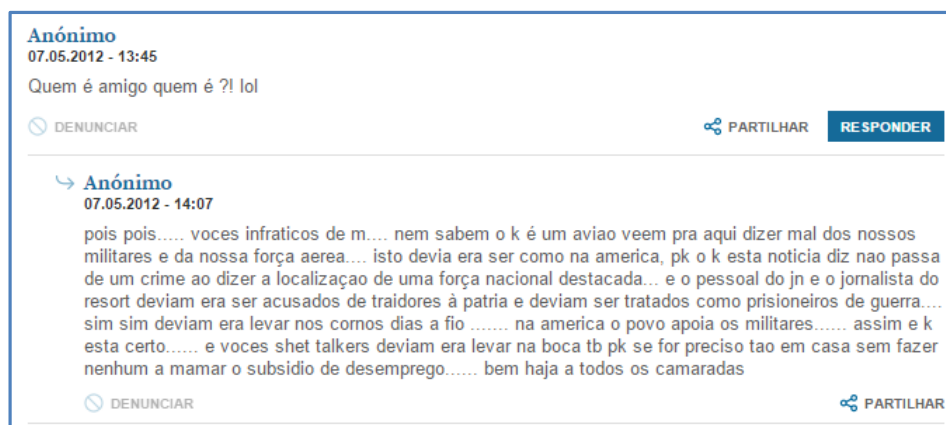 Anónimo
07.05.2012 - 13:45
Quem é amigo quem é ?! lol
DENUNCIAR PARTILHAR RESPONDER
Anónimo
07.05.2012 - 14:07
pois pois..... voces infraticos de m.... nem sabem o k é um aviao veem pra aqui dizer mal dos nossos
militares e da nossa força aerea.... isto devia era ser como na america, pk o k esta noticia diz nao passa
de um crime ao dizer a localizaçao de uma força nacional destacada... e o pessoal do jn e o jornalista do
resort deviam era ser acusados de traidores à patria e deviam ser tratados como prisioneiros de guerra....
sim sim deviam era levar nos cornos dias a fio ....... na america o povo apoia os militares...... assim e k
esta certo...... e voces shet talkers deviam era levar na boca tb pk se for preciso tao em casa sem fazer
nenhum a mamar o subsidio de desemprego...... bem haja a todos os camaradas
DENUNCIAR PARTILHAR